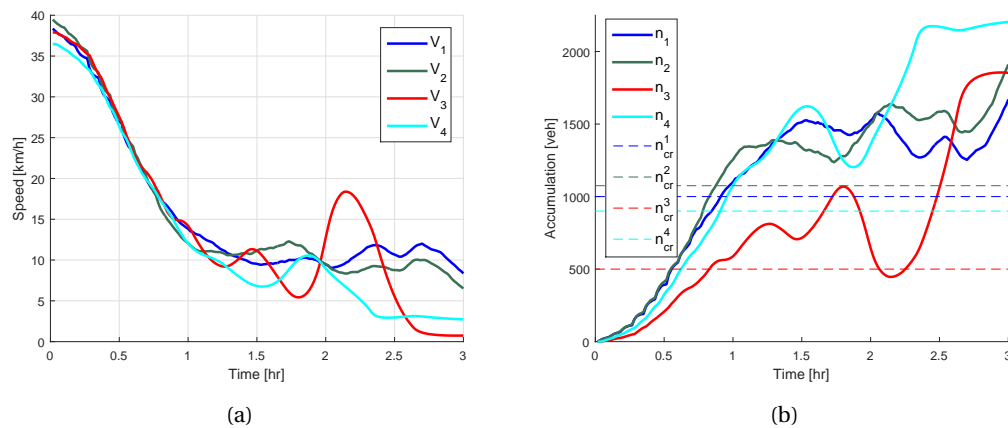 40
35
30
25
20
15
10
5
0
Speed [km/h]
0 0.5 1 1.5 2 2.5 3
Time [hr]
V1
V2
V3
V4
(a)
2000
1500
1000
500
0
Accumulation [veh]
0 0.5 1 1.5 2 2.5 3
Time [hr]
n1
n2
n3
n4
n1cr
n2cr
n3cr
n4cr
(b)